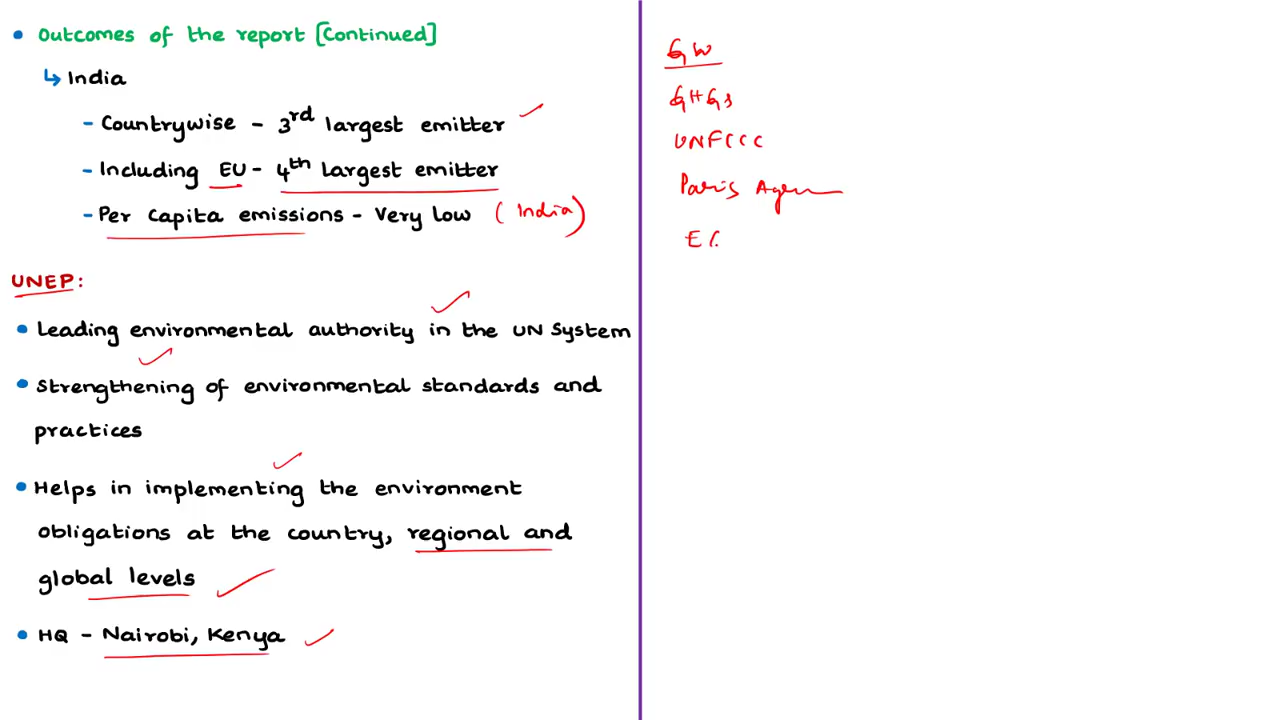 • Outcomes of the report [Continued]
↳ India
- Countrywise - 3rd largest emitter
- Including EU - 4th largest emitter
- Per Capita emissions - Very low (India)
UNEP:
• Leading environmental authority in the UN System
• Strengthening of environmental standards and
practices
• Helps in implementing the environment
obligations at the country, regional and
global levels
• HQ - Nairobi, Kenya
GW
GHGs
UNFCCC
Paris